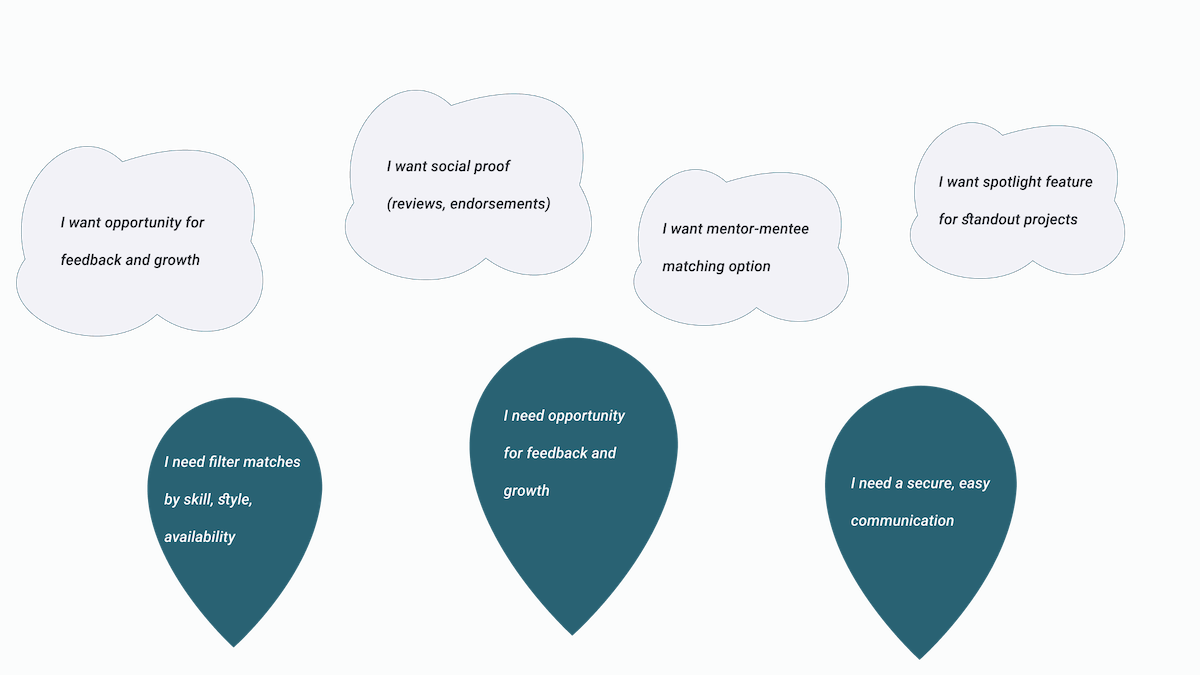 I want opportunity for
feedback and growth
I want social proof
(reviews, endorsements)
I want mentor-mentee
matching option
I want spotlight feature
for standout projects
I need filter matches
by skill, style,
availability
I need opportunity
for feedback and
growth
I need a secure, easy
communication